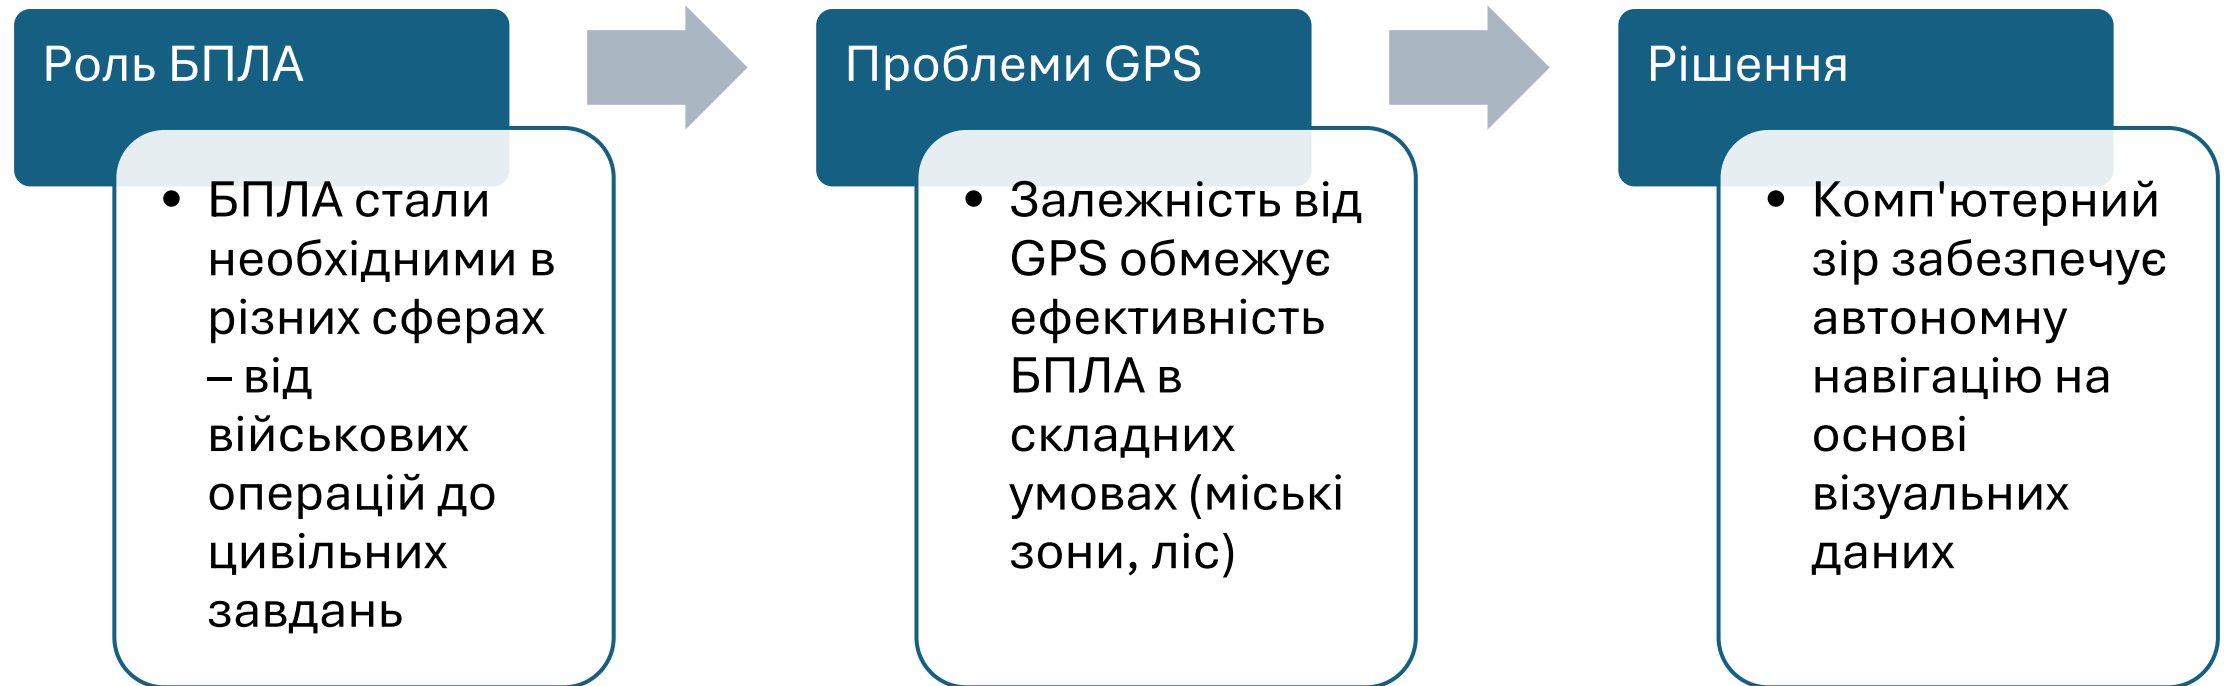 Роль БПЛА
• БПЛА стали
необхідними в
різних сферах
– від
військових
операцій до
цивільних
завдань
Проблеми GPS
• Залежність від
GPS обмежує
ефективність
БПЛА в
складних
умовах (міські
зони, ліс)
Рішення
• Комп'ютерний
зір забезпечує
автономну
навігацію на
основі
візуальних
даних